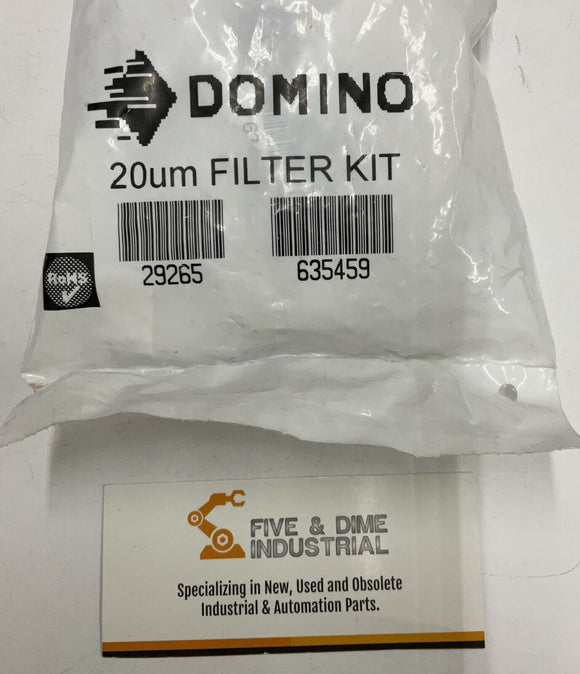 DOMINO
20um FILTER KIT
29265 635459
RoHS
FIVE & DIME
INDUSTRIAL
Specializing in New, Used and Obsolete
Industrial & Automation Parts.